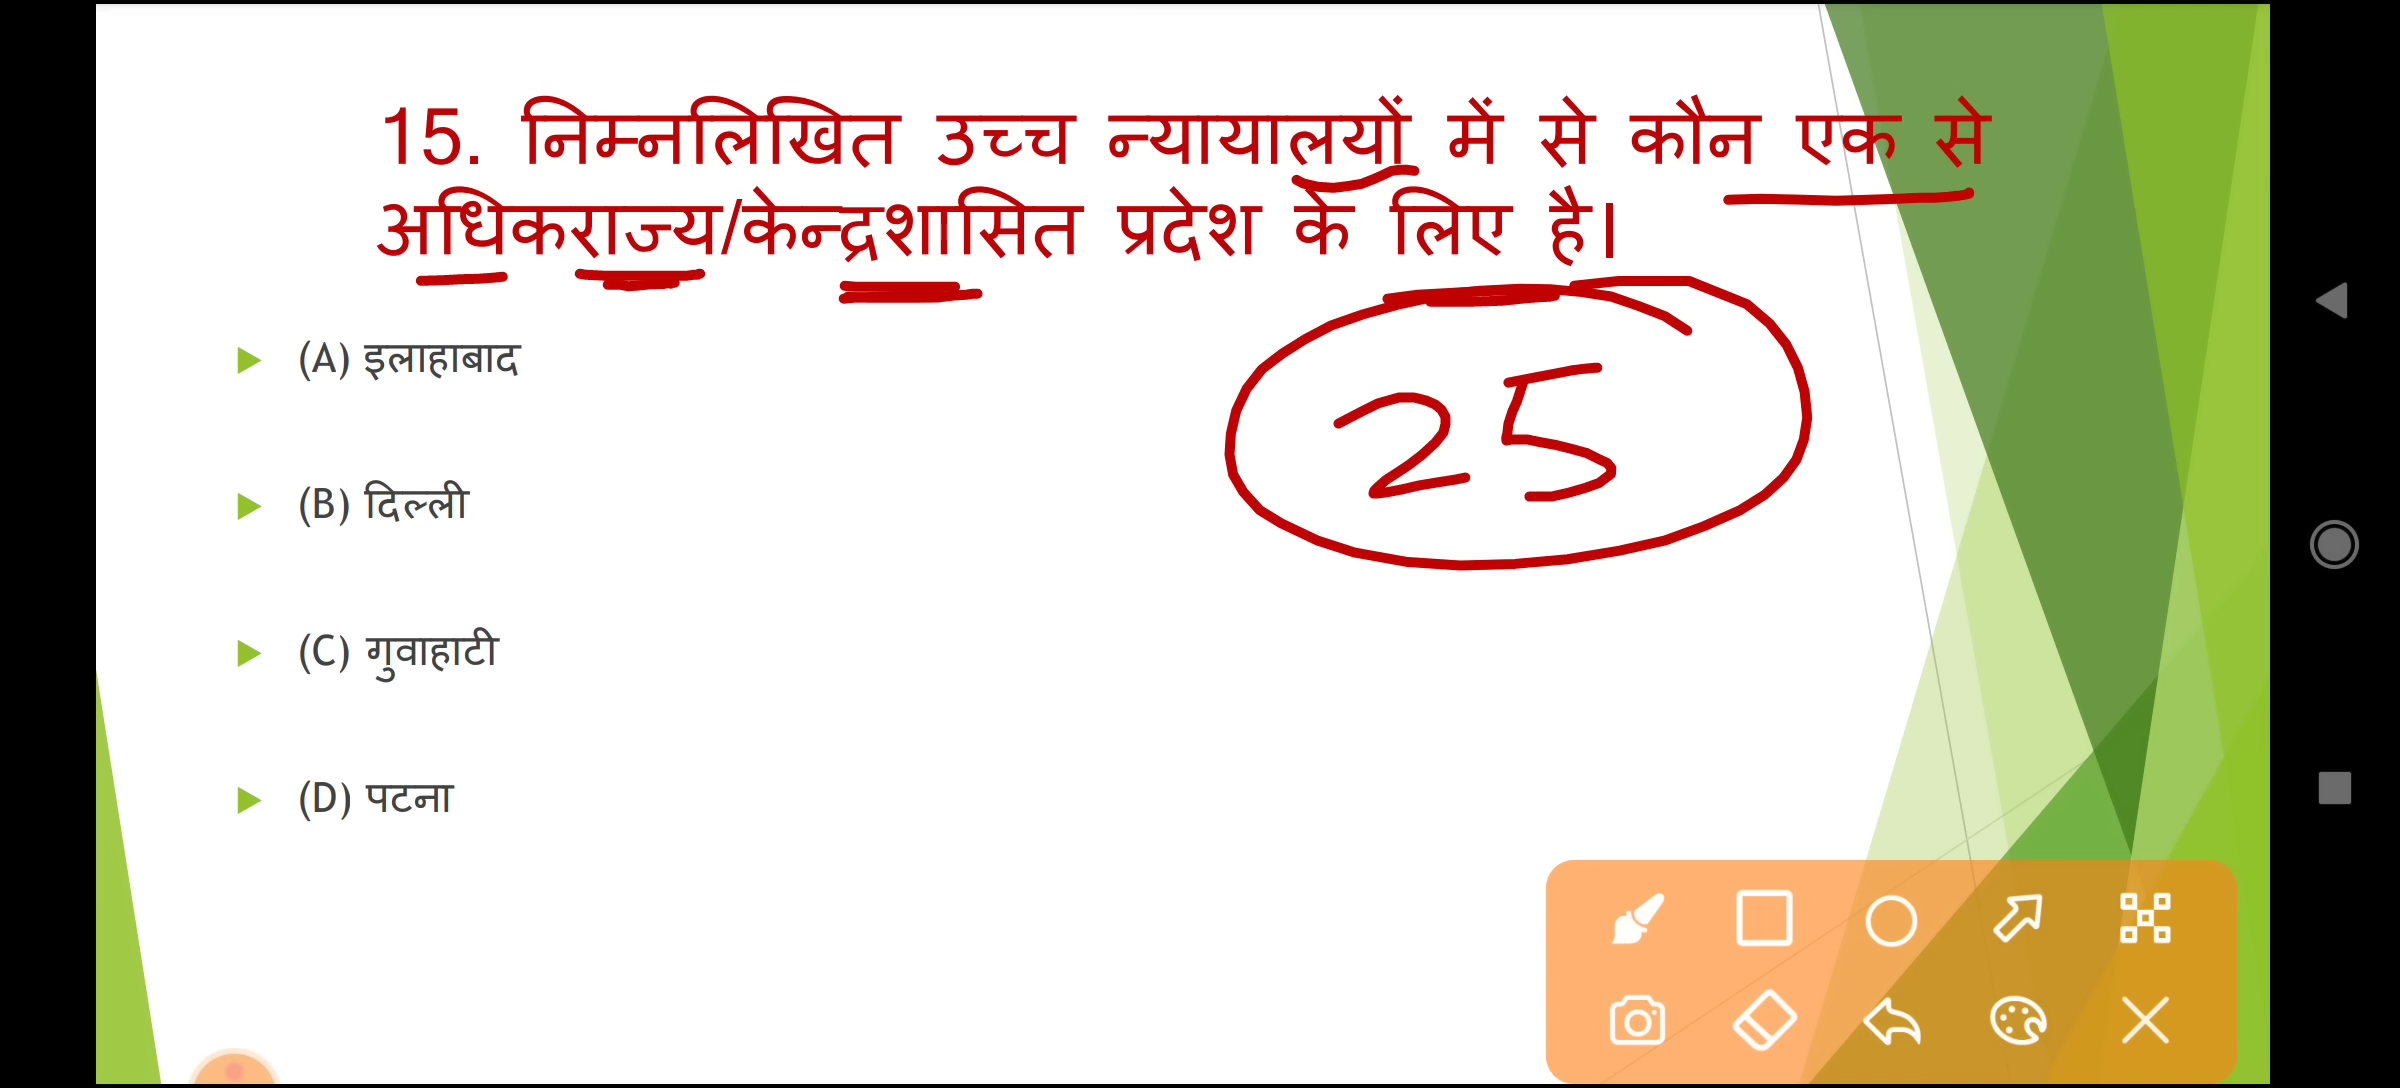 15. निम्नलिखित उच्च न्यायायालयों में से कौन एक से
अधिकराज्य/केन्द्रशासित प्रदेश के लिए है।
25
(A) इलाहाबाद
(B) दिल्ली
(C) गुवाहाटी
(D) पटना